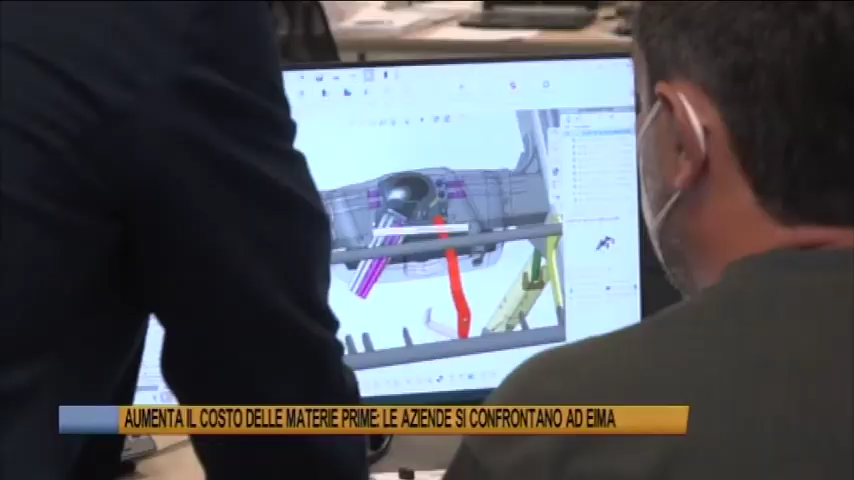 AUMENTA IL COSTO DELLE MATERIE PRIME: LE AZIENDE SI CONFRONTANO AD EIMA